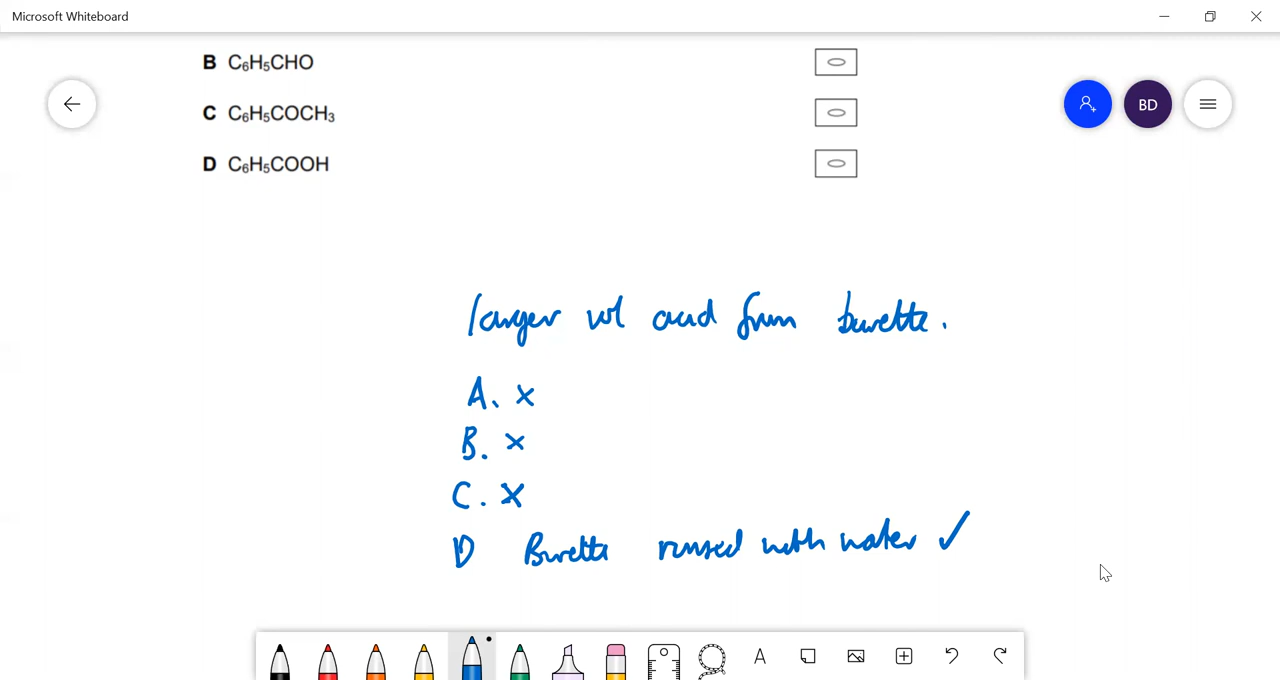 Microsoft Whiteboard
B C₆H₅CHO
BD
C C₆H₅COCH₃
D C₆H₅COOH
larger vol acid from burette.
A. x
B. x
C. x
D Burette rinsed with water ✓
A